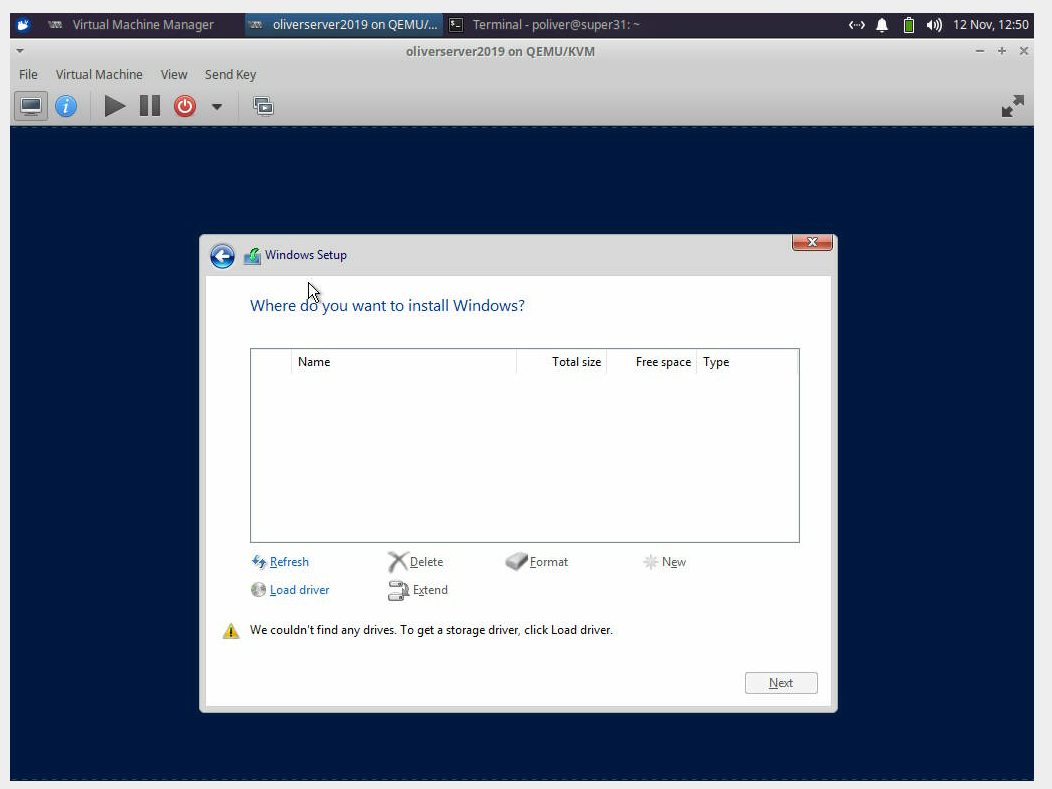 Virtual Machine Manager oliverserver2019 on QEMU/... Terminal - poliver@super31: ~ 12 Nov, 12:50
oliverserver2019 on QEMU/KVM
File Virtual Machine View Send Key
Windows Setup
Where do you want to install Windows?
Name Total size Free space Type
Refresh Delete Format New
Load driver Extend
We couldn't find any drives. To get a storage driver, click Load driver.
Next